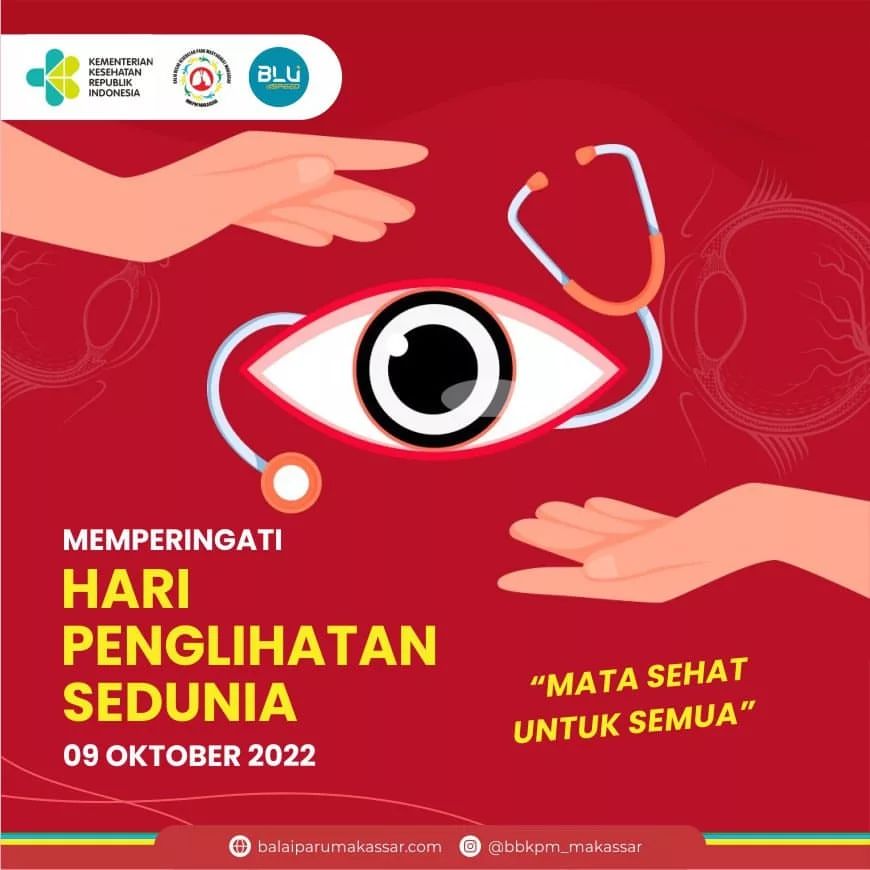 KEMENTERIAN
KESEHATAN
REPUBLIK
INDONESIA
BLU
MEMPERINGATI
HARI
PENGLIHATAN
SEDUNIA
09 OKTOBER 2022
“MATA SEHAT
UNTUK SEMUA”
balaiparumakassar.com
@bbkpm_makassar